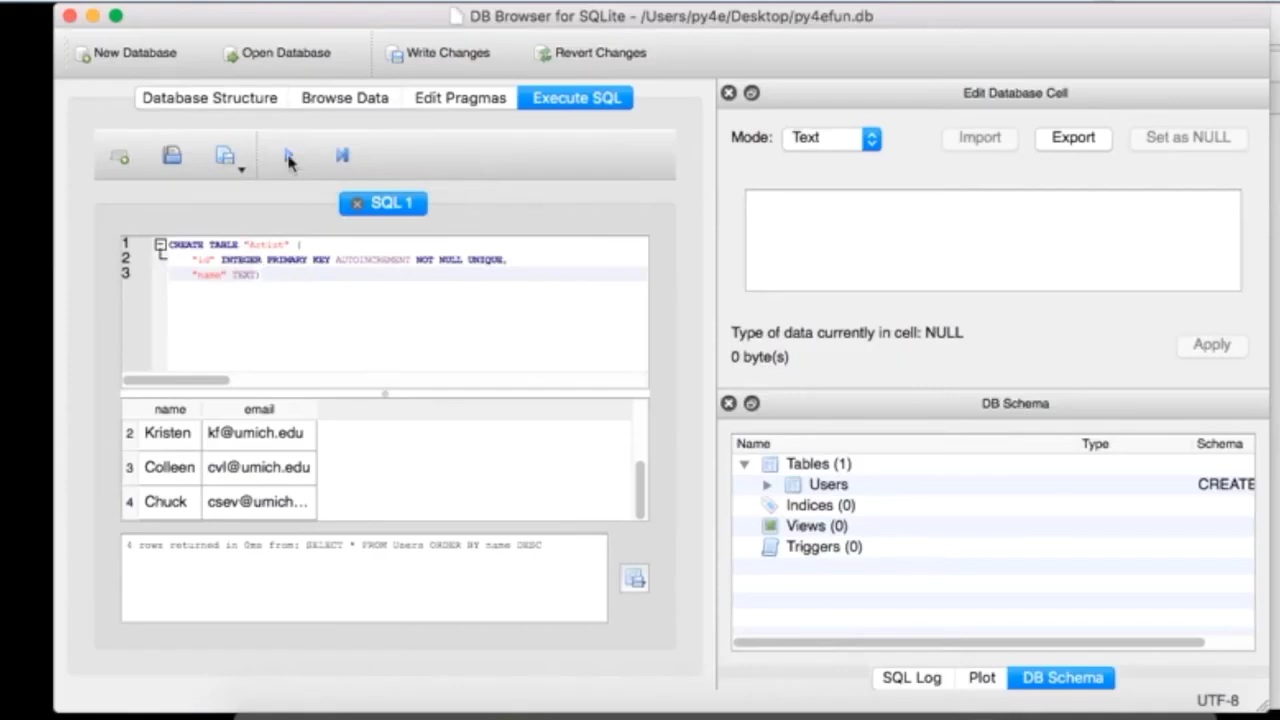 DB Browser for SQLite - /Users/py4e/Desktop/py4efun.db
New Database Open Database Write Changes Revert Changes
Database Structure Browse Data Edit Pragmas Execute SQL
SQL 1
1 CREATE TABLE "Artist" (
2 "id" INTEGER PRIMARY KEY AUTOINCREMENT NOT NULL UNIQUE,
3 "name" TEXT)
name email
2 Kristen kf@umich.edu
3 Colleen cvl@umich.edu
4 Chuck csev@umich...
4 rows returned in 0ms from: SELECT * FROM Users ORDER BY name DESC
Edit Database Cell
Mode: Text Import Export Set as NULL
Type of data currently in cell: NULL
0 byte(s)
Apply
DB Schema
Name Type Schema
Tables (1)
Users CREATE
Indices (0)
Views (0)
Triggers (0)
SQL Log Plot DB Schema
UTF-8